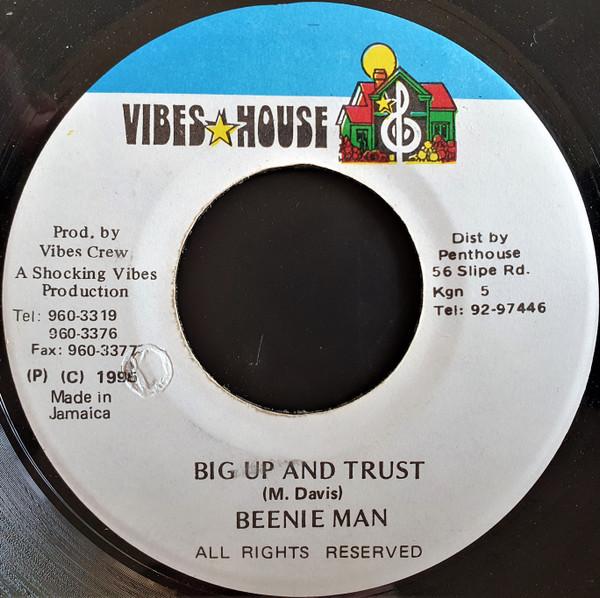 VIBES HOUSE
Prod. by
Vibes Crew
A Shocking Vibes
Production
Tel: 960-3319
960-3376
Fax: 960-3377
(P) (C) 1995
Made in
Jamaica
Dist by
Penthouse
56 Slipe Rd.
Kgn 5
Tel: 92-97446
BIG UP AND TRUST
(M. Davis)
BEENIE MAN
ALL RIGHTS RESERVED